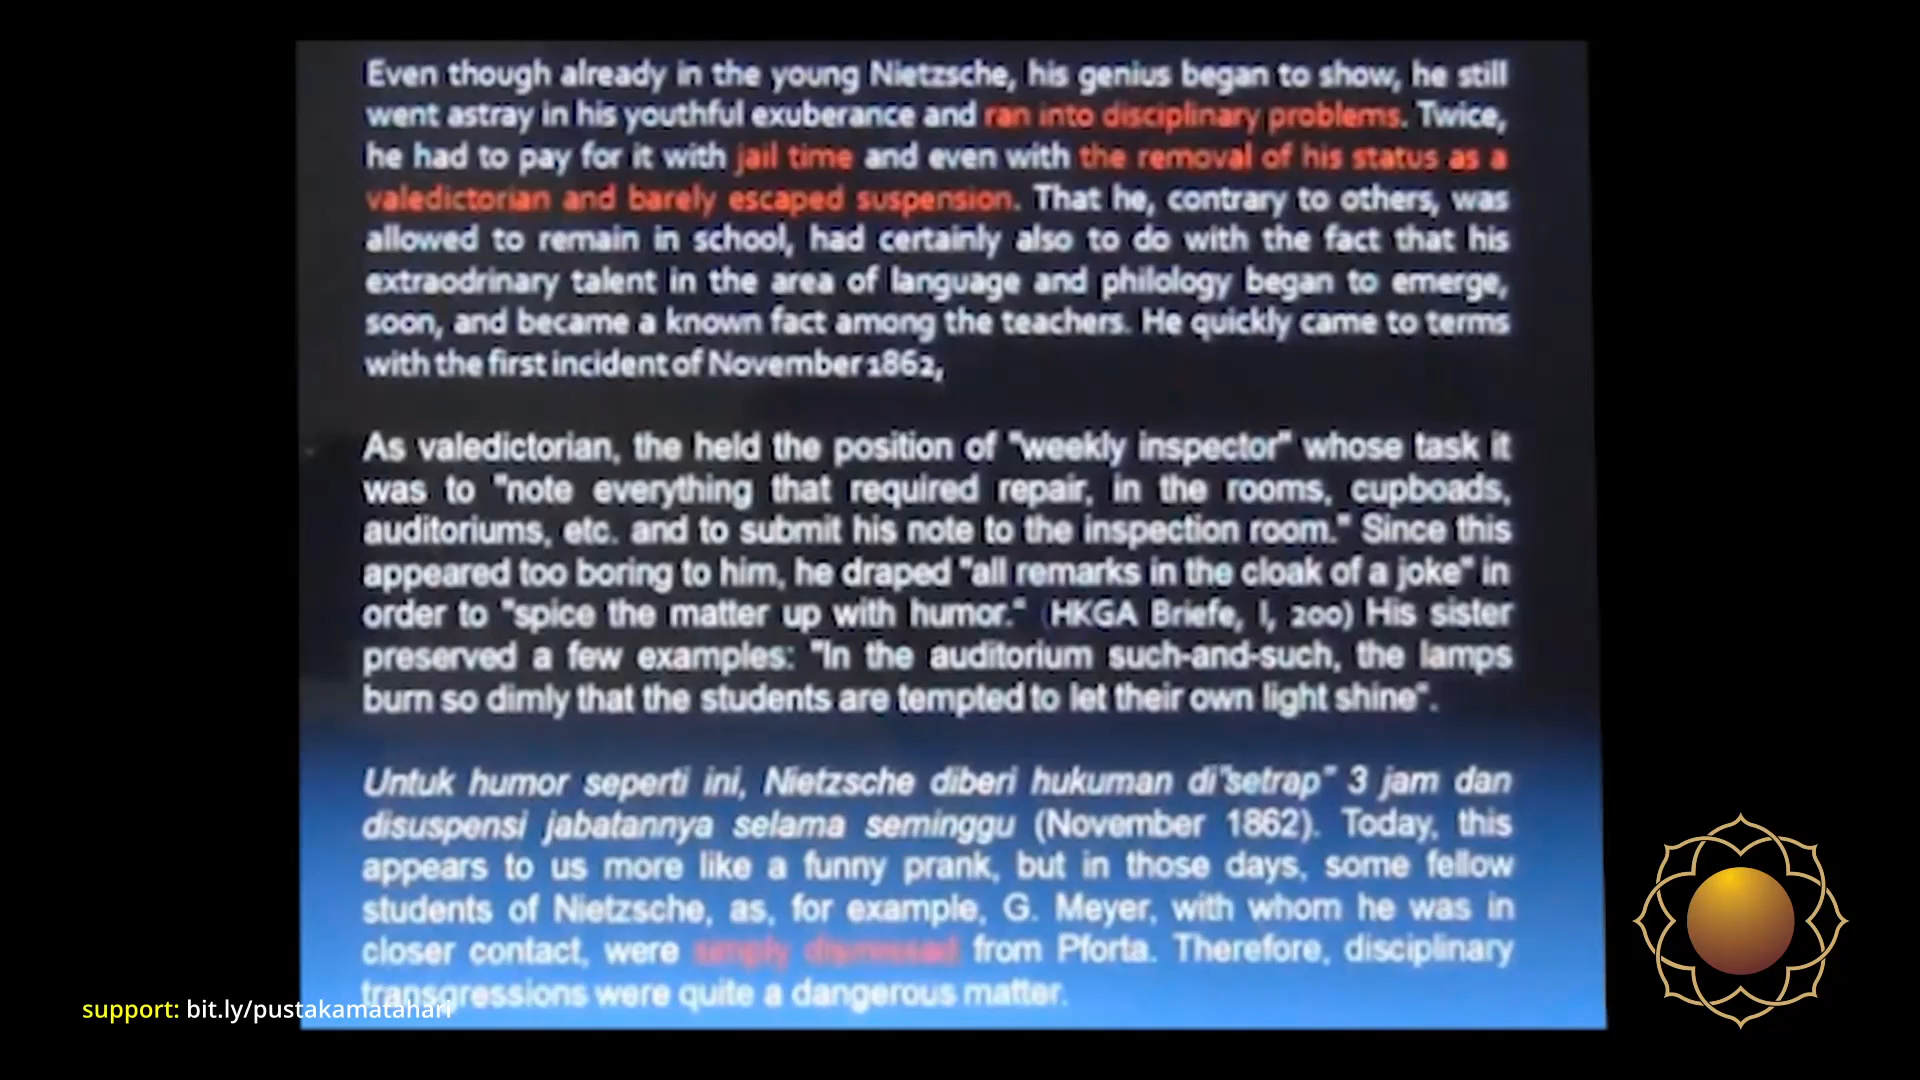 Even though already in the young Nietzsche, his genius began to show, he still
went astray in his youthful exuberance and ran into disciplinary problems. Twice,
he had to pay for it with jail time and even with the removal of his status as a
valedictorian and barely escaped suspension. That he, contrary to others, was
allowed to remain in school, had certainly also to do with the fact that his
extraodrinary talent in the area of language and philology began to emerge,
soon, and became a known fact among the teachers. He quickly came to terms
with the first incident of November 1862,
As valedictorian, the held the position of "weekly inspector" whose task it
was to "note everything that required repair, in the rooms, cupboads,
auditoriums, etc. and to submit his note to the inspection room." Since this
appeared too boring to him, he draped "all remarks in the cloak of a joke" in
order to "spice the matter up with humor." (HKGA Briefe, I, 200) His sister
preserved a few examples: "In the auditorium such-and-such, the lamps
burn so dimly that the students are tempted to let their own light shine".
Untuk humor seperti ini, Nietzsche diberi hukuman di"setrap" 3 jam dan
disuspensi jabatannya selama seminggu (November 1862). Today, this
appears to us more like a funny prank, but in those days, some fellow
students of Nietzsche, as, for example, G. Meyer, with whom he was in
closer contact, were simply dismissed from Pforta. Therefore, disciplinary
transgressions were quite a dangerous matter.
support: bit.ly/pustakamatahari